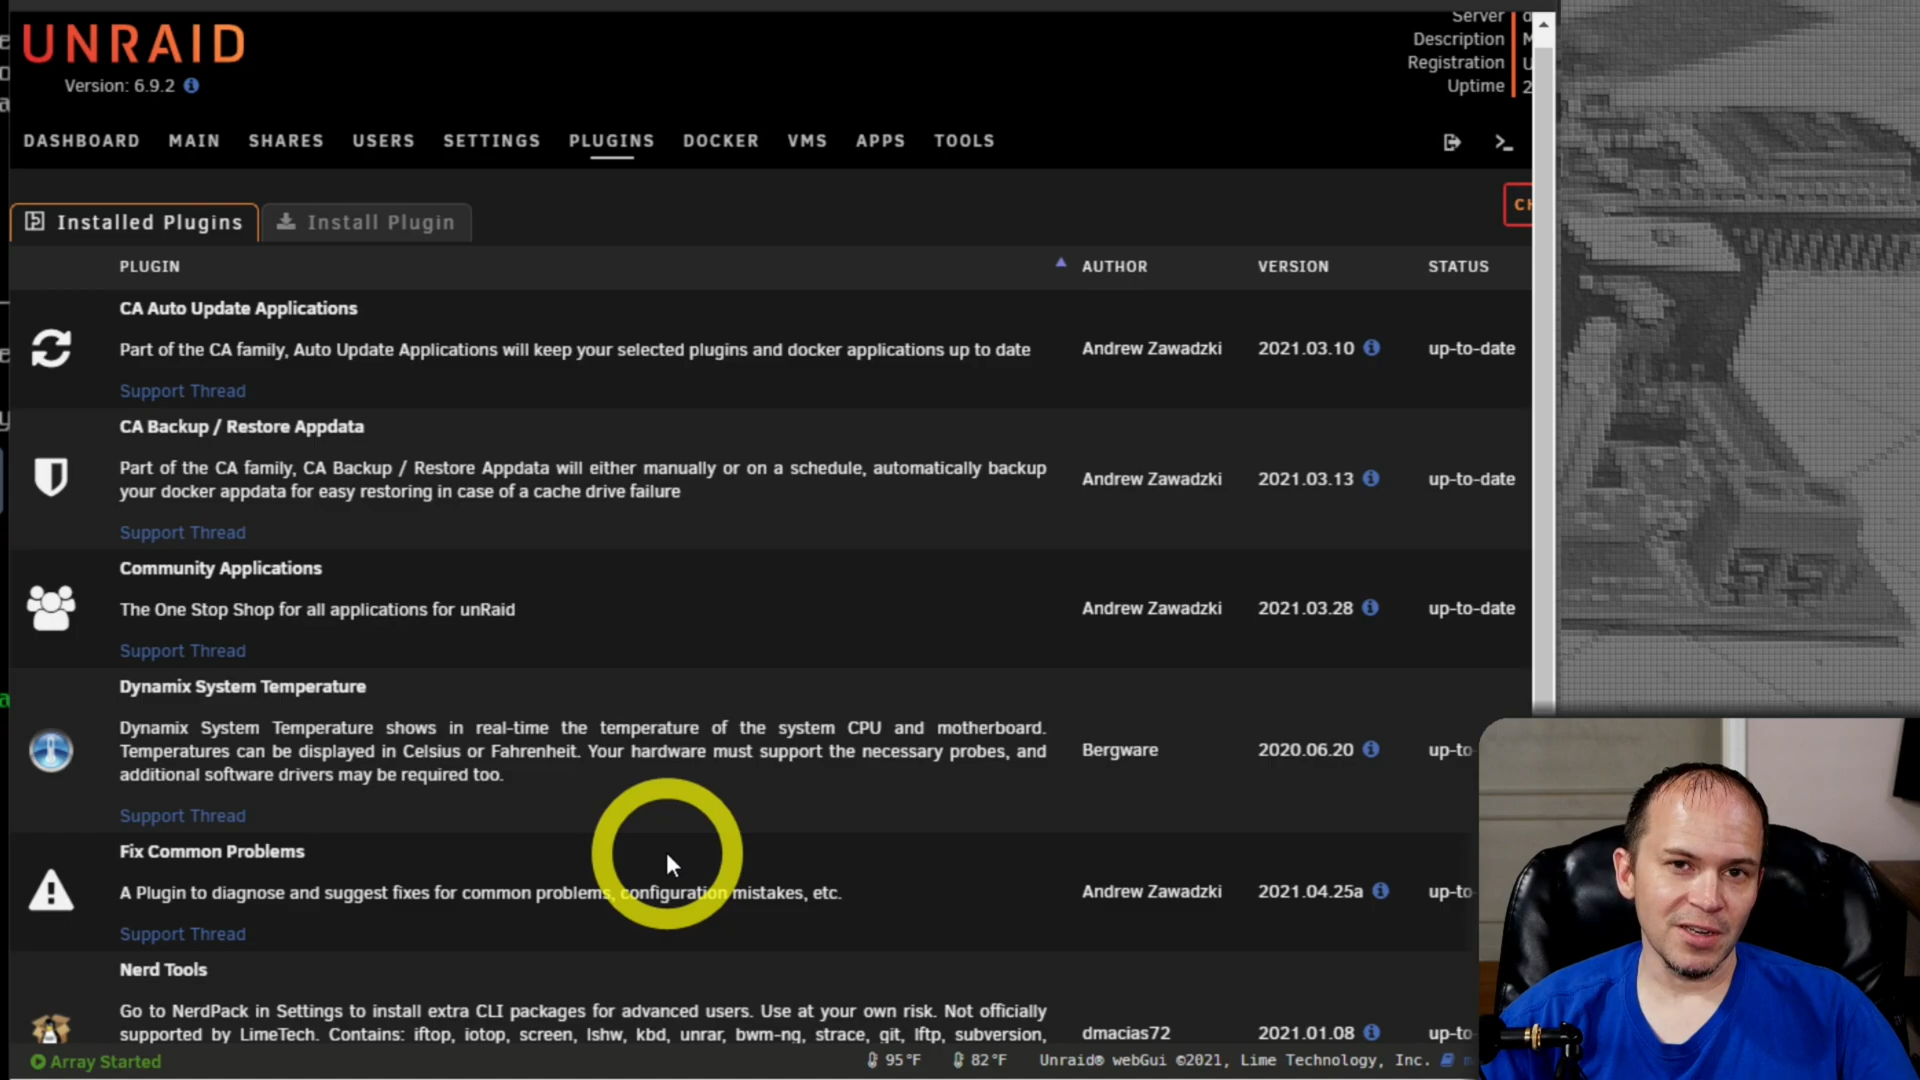 UNRAID
Version: 6.9.2
Server
Description
Registration
Uptime
DASHBOARD MAIN SHARES USERS SETTINGS PLUGINS DOCKER VMS APPS TOOLS
Installed Plugins Install Plugin
PLUGIN AUTHOR VERSION STATUS
CA Auto Update Applications
Part of the CA family, Auto Update Applications will keep your selected plugins and docker applications up to date
Andrew Zawadzki 2021.03.10 up-to-date
Support Thread
CA Backup / Restore Appdata
Part of the CA family, CA Backup / Restore Appdata will either manually or on a schedule, automatically backup
your docker appdata for easy restoring in case of a cache drive failure
Andrew Zawadzki 2021.03.13 up-to-date
Support Thread
Community Applications
The One Stop Shop for all applications for unRaid
Andrew Zawadzki 2021.03.28 up-to-date
Support Thread
Dynamix System Temperature
Dynamix System Temperature shows in real-time the temperature of the system CPU and motherboard.
Temperatures can be displayed in Celsius or Fahrenheit. Your hardware must support the necessary probes, and
additional software drivers may be required too.
Bergware 2020.06.20 up-to
Support Thread
Fix Common Problems
A Plugin to diagnose and suggest fixes for common problems, configuration mistakes, etc.
Andrew Zawadzki 2021.04.25a up-to
Support Thread
Nerd Tools
Go to NerdPack in Settings to install extra CLI packages for advanced users. Use at your own risk. Not officially
supported by LimeTech. Contains: iftop, iotop, screen, lshw, kbd, unrar, bwm-ng, strace, git, lftp, subversion,
dmacias72 2021.01.08 up-to
Array Started 95°F 82°F Unraid® webGui ©2021, Lime Technology, Inc.